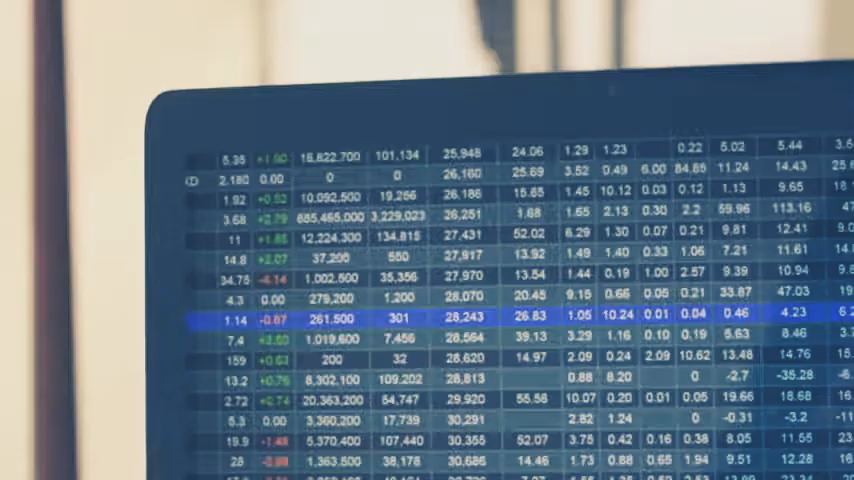 5.35 +1.90 16,822,700 101,134 25,948 24.06 1.29 1.23 0.22 5.02 5.44
2.180 0.00 0 0 26,160 25.69 3.52 0.49 6.00 84.85 11.24 14.43
1.92 +0.52 10,092,500 19,256 26,186 15.85 1.45 10.12 0.03 0.12 1.13 9.65
3.68 +2.79 885,465,000 3,229,023 26,251 1.68 1.65 2.13 0.30 2.2 59.96 113.16
11 +1.85 12,224,300 134,815 27,431 52.02 6.29 1.30 0.07 0.21 9.81 12.41
14.8 +2.07 37,200 550 27,917 13.92 1.49 1.40 0.33 1.06 7.21 11.61
34.75 -4.14 1,002,500 35,356 27,970 13.54 1.44 0.19 1.00 2.57 9.39 10.94
4.3 0.00 279,200 1,200 28,070 20.45 9.15 0.66 0.05 0.21 33.87 47.03
1.14 -0.87 261,500 301 28,243 26.83 1.05 10.24 0.01 0.04 0.46 4.23
7.4 1,019,600 7,456 28,564 39.13 3.29 1.16 0.10 0.19 5.63 8.46
159 +0.63 200 32 28,620 14.97 2.09 0.24 2.09 10.62 13.48 14.76
13.2 +0.76 8,302,100 109,202 28,813 0.88 8.20 0 -2.7 -35.28
2.72 +0.74 20,363,200 54,747 29,920 55.56 10.07 0.20 0.01 0.05 19.66 18.68
5.3 0.00 3,360,200 17,739 30,291 2.82 1.24 0 -0.31 -3.2
19.9 -1.48 5,370,400 107,440 30,355 52.07 3.75 0.42 0.16 0.38 8.05 11.55
28 1,363,500 38,178 30,686 14.46 1.73 0.88 0.65 1.94 9.51 12.28